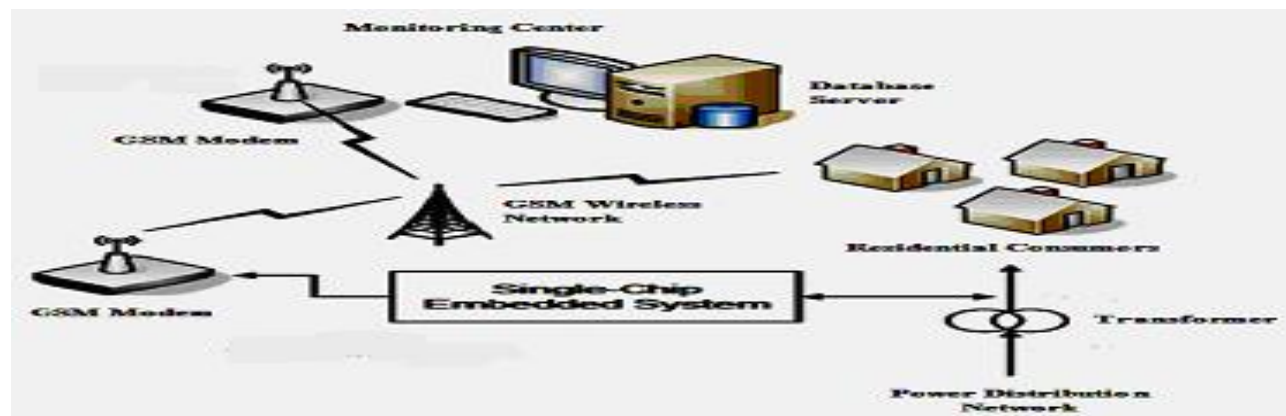 Monitoring Center
Database
Server
GSM Modem
GSM Wireless
Network
Residential Consumers
Single-Chip
Embedded System
GSM Modem
Transformer
Power Distribution
Network